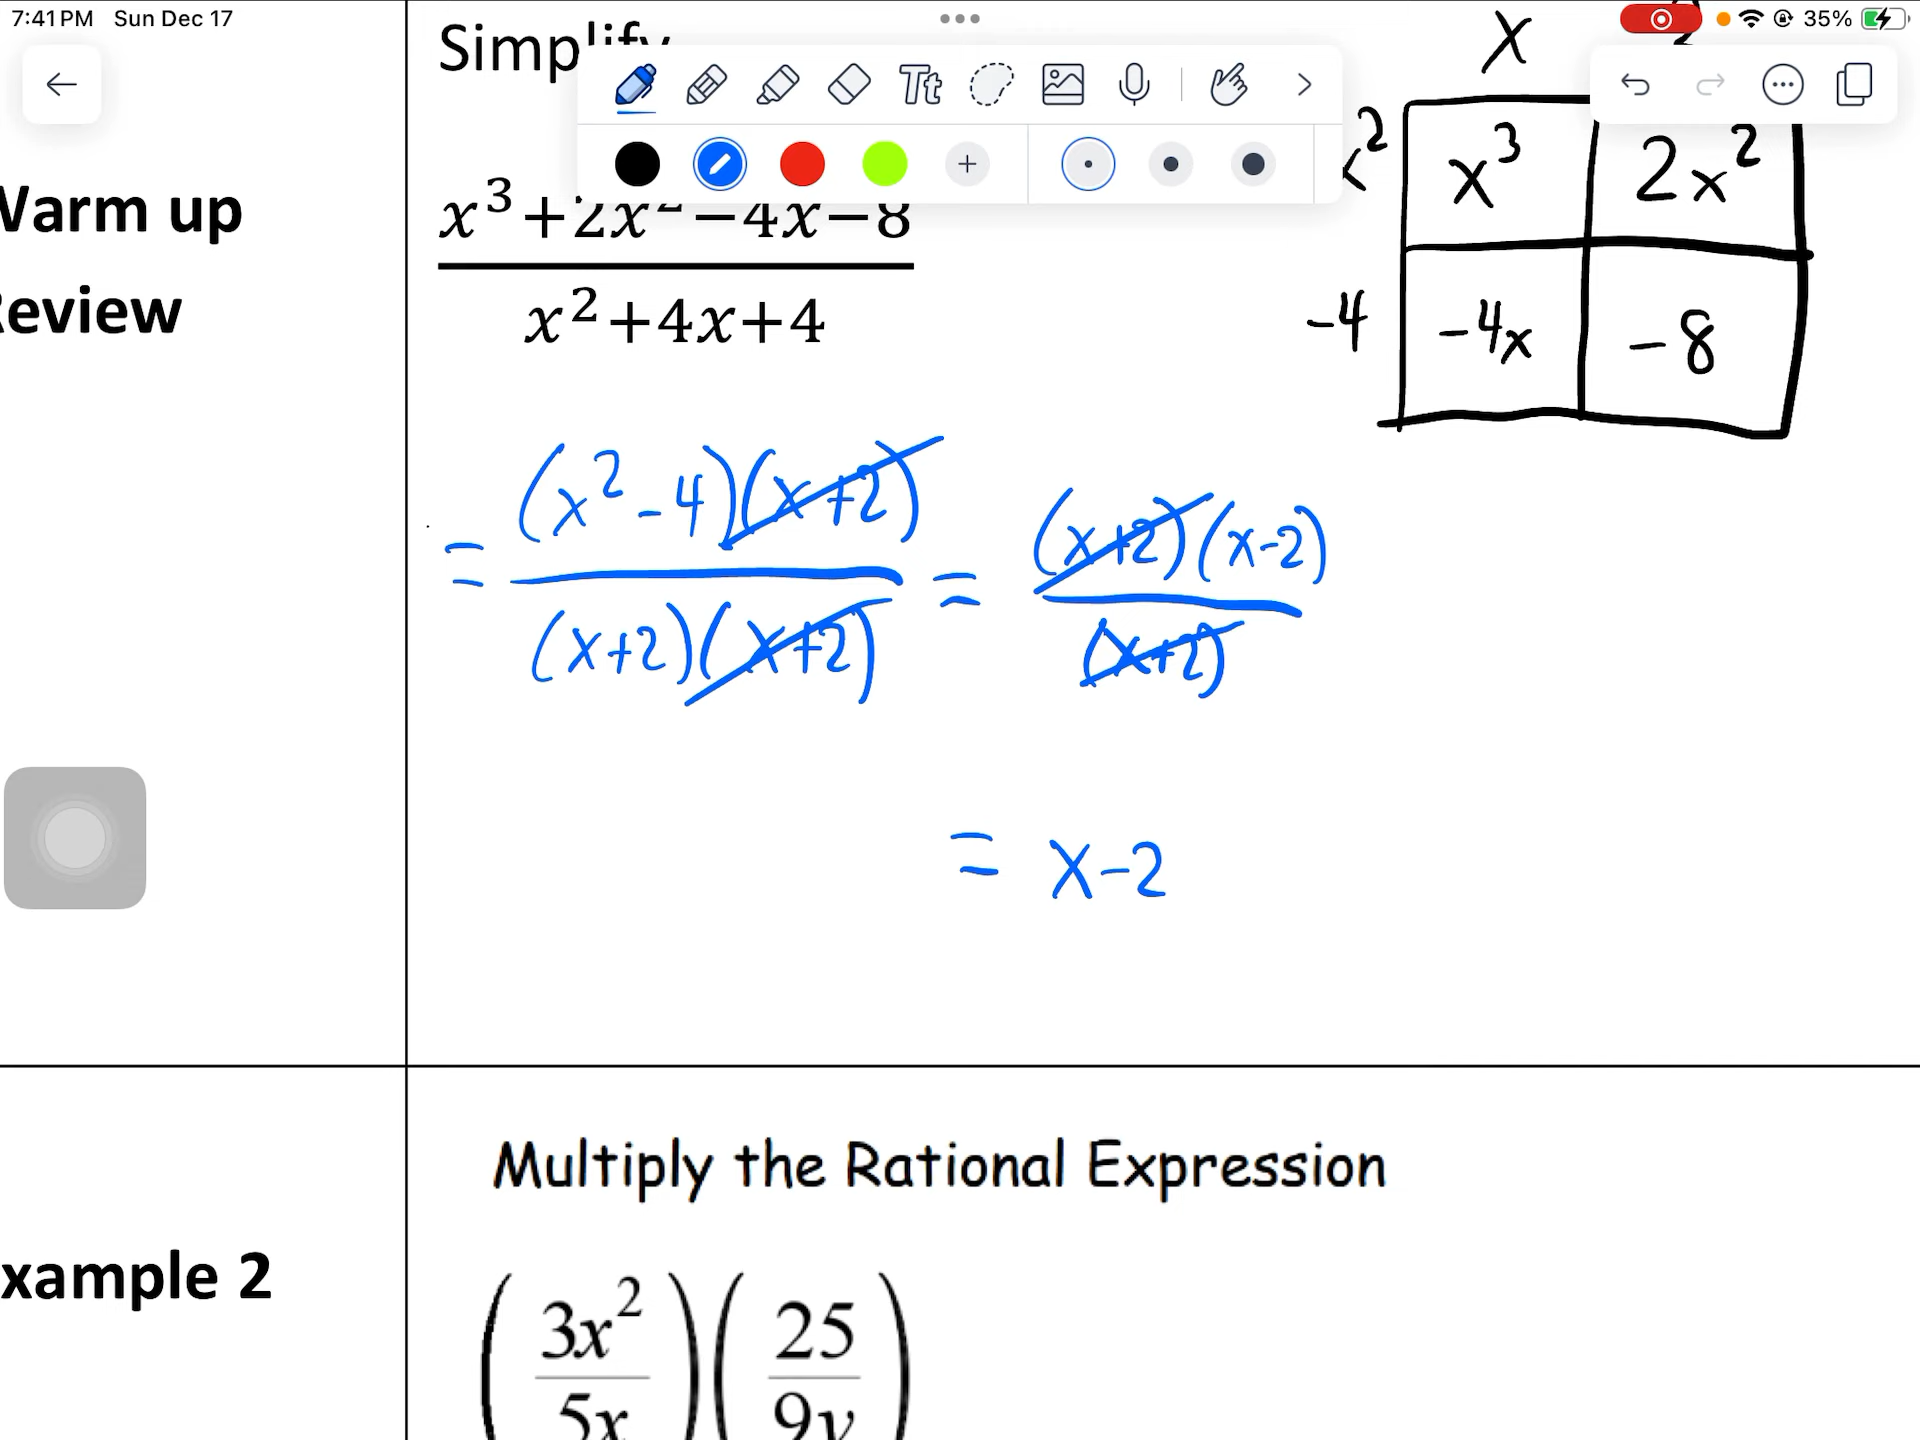 7:41 PM Sun Dec 17
35%
Simplify
Tt
Warm up
Review
x³+2x²−4x−8
x²+4x+4
x
x² x³ 2x²
-4 -4x -8
= (x²-4)(x+2) = (x+2)(x-2)
(x+2)(x+2) (x+2)
= x-2
Multiply the Rational Expression
xample 2
(3x²/5x)(25/9y)